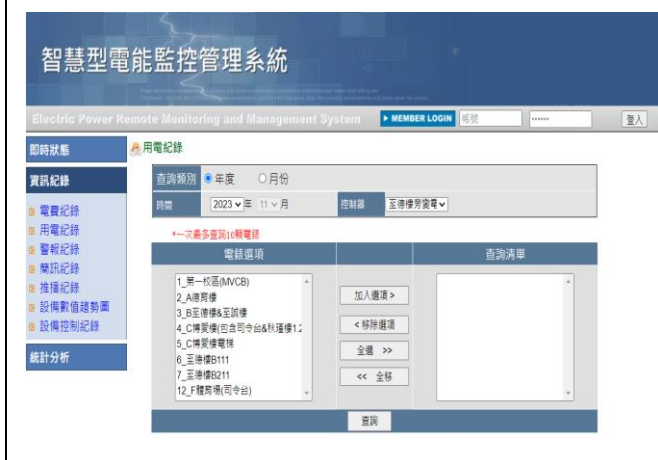 智慧型電能監控管理系統
Electric Power Remote Monitoring and Management System
MEMBER LOGIN
帳號
••••••
登入
即時狀態
用電紀錄
資訊紀錄
電費紀錄
用電紀錄
警報紀錄
簡訊紀錄
推播紀錄
設備數值趨勢圖
設備控制紀錄
統計分析
查詢類別 年度 月份
時間 2023 年 11 月 控制器 至德樓旁變電
*一次最多查詢10顆電錶
電錶選項 查詢清單
1_第一校區(MVCB)
2_A德育樓
3_B至德樓&至誠樓
4_C博愛樓(包含司令台&秋瑾樓1.2
5_C博愛樓電梯
6_至德樓B111
7_至德樓B211
12_F體育場(司令台)
加入選項 >
< 移除選項
全選 >>
<< 全移
查詢